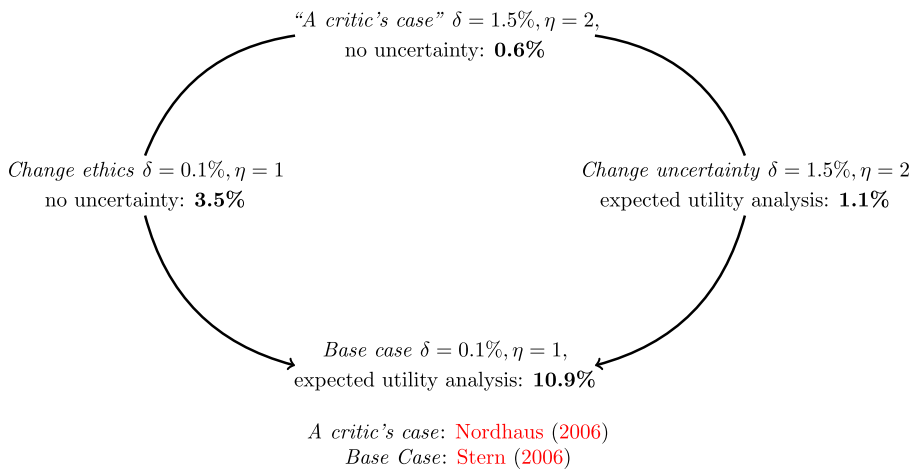 “A critic’s case” δ = 1.5%, η = 2,
no uncertainty: 0.6%
Change ethics δ = 0.1%, η = 1
no uncertainty: 3.5%
Change uncertainty δ = 1.5%, η = 2
expected utility analysis: 1.1%
Base case δ = 0.1%, η = 1,
expected utility analysis: 10.9%
A critic’s case: Nordhaus (2006)
Base Case: Stern (2006)